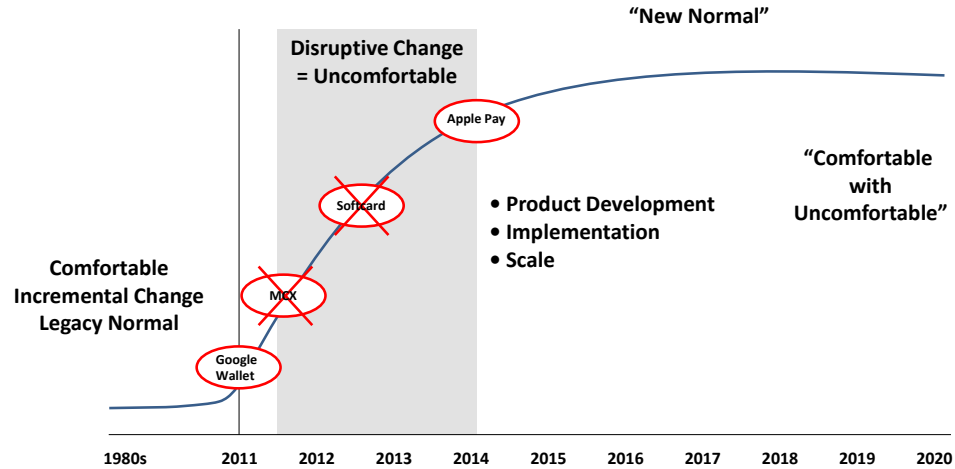 “New Normal”
Disruptive Change
= Uncomfortable
Apple Pay
“Comfortable
with
Uncomfortable”
Softcard
• Product Development
• Implementation
• Scale
Comfortable
Incremental Change
Legacy Normal
MCX
Google
Wallet
1980s 2011 2012 2013 2014 2015 2016 2017 2018 2019 2020